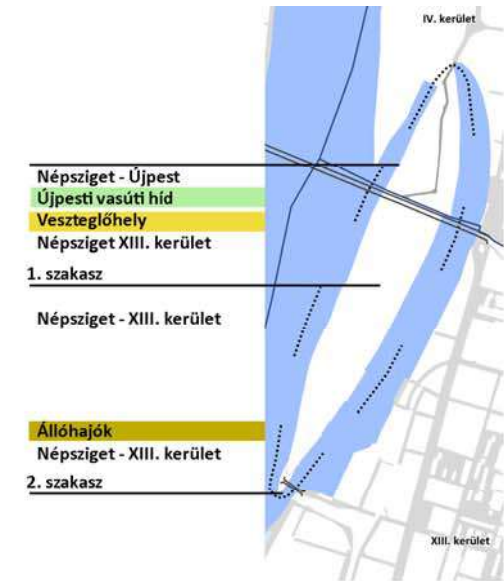 IV. kerület
Népsziget - Újpest
Újpesti vasúti híd
Veszteglőhely
Népsziget XIII. kerület
1. szakasz
Népsziget - XIII. kerület
Állóhajók
Népsziget - XIII. kerület
2. szakasz
XIII. kerület